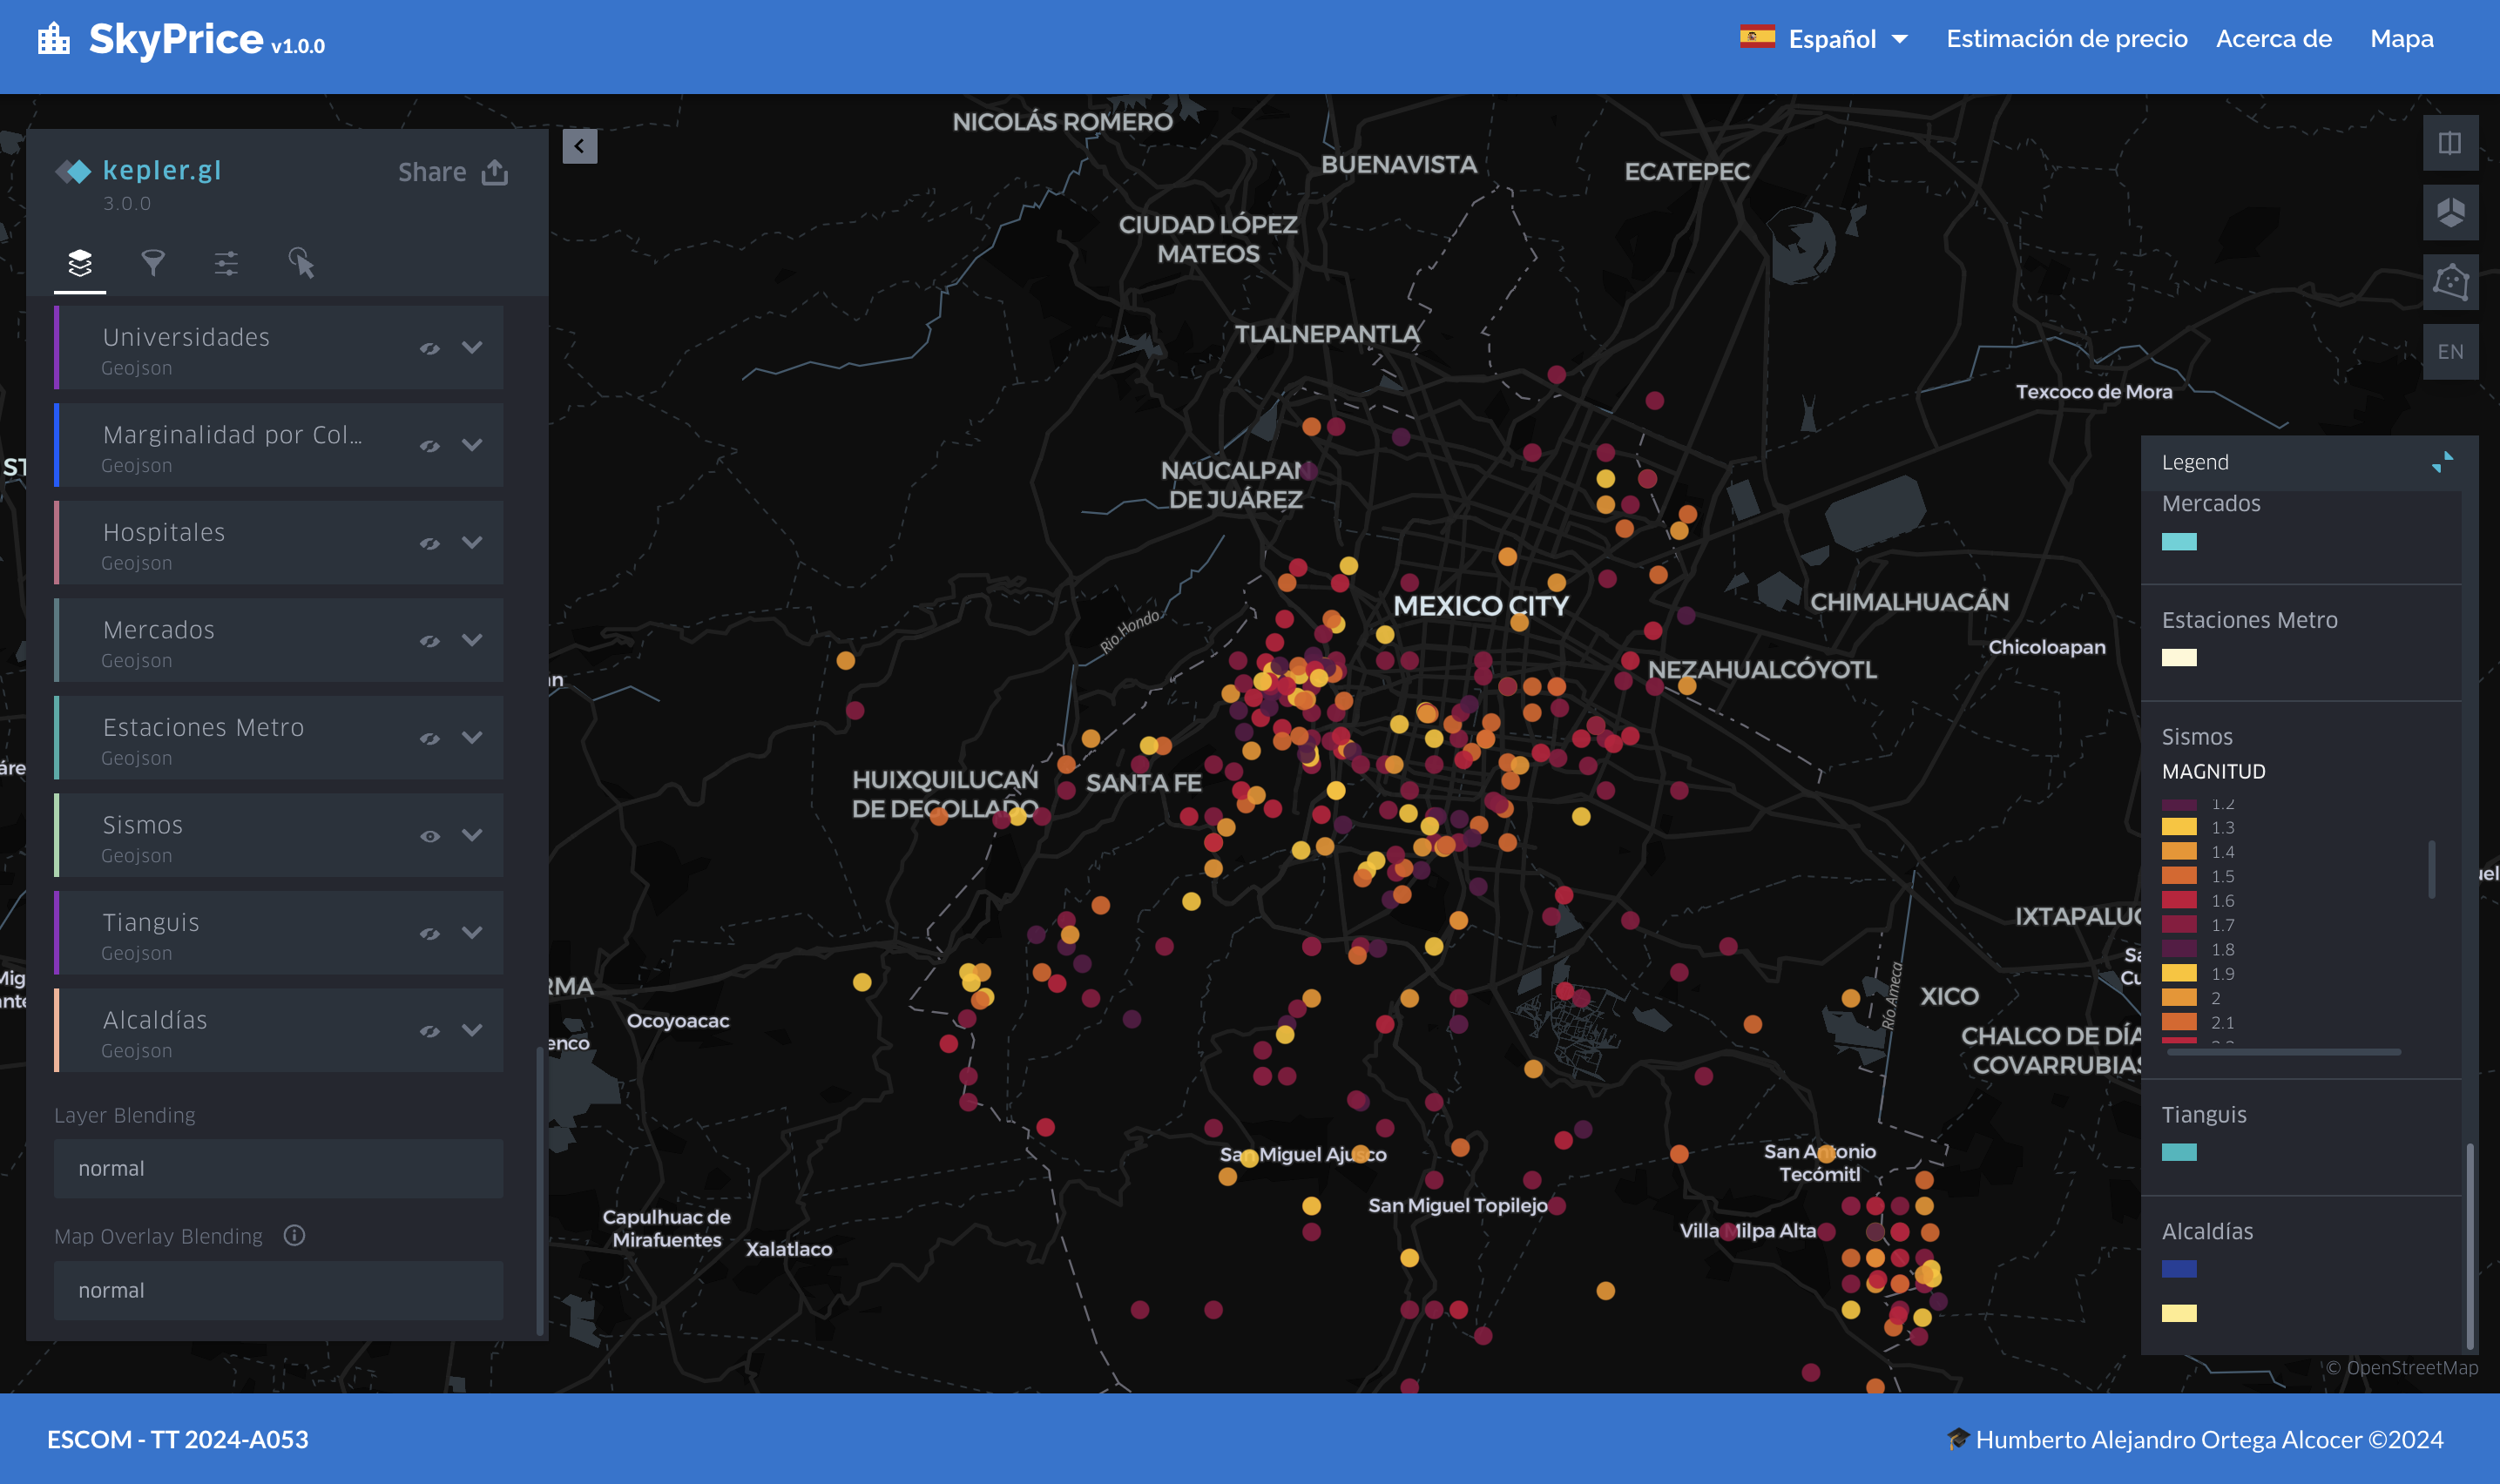 SkyPrice v1.0.0
Español
Estimación de precio
Acerca de
Mapa
kepler.gl
3.0.0
Share
Universidades
Geojson
Marginalidad por Col...
Geojson
Hospitales
Geojson
Mercados
Geojson
Estaciones Metro
Geojson
Sismos
Geojson
Tianguis
Geojson
Alcaldías
Geojson
Layer Blending
normal
Map Overlay Blending
normal
NICOLÁS ROMERO
BUENAVISTA
ECATEPEC
CIUDAD LÓPEZ
MATEOS
TLALNEPANTLA
Texcoco de Mora
NAUCALPAN
DE JUÁREZ
MEXICO CITY
CHIMALHUACÁN
Río Hondo
Chicoloapan
NEZAHUALCÓYOTL
HUIXQUILUCAN
DE DEGOLLADO
SANTA FE
IXTAPALUC
RMA
Ocoyoacac
enco
XICO
Río Ameca
CHALCO DE DÍA
COVARRUBIAS
San Miguel Ajusco
San Antonio
Tecómitl
San Miguel Topilejo
Villa Milpa Alta
Capulhuac de
Mirafuentes
Xalatlaco
EN
Legend
Mercados
Estaciones Metro
Sismos
MAGNITUD
1.2
1.3
1.4
1.5
1.6
1.7
1.8
1.9
2
2.1
Tianguis
Alcaldías
© OpenStreetMap
ESCOM - TT 2024-A053
Humberto Alejandro Ortega Alcocer ©2024